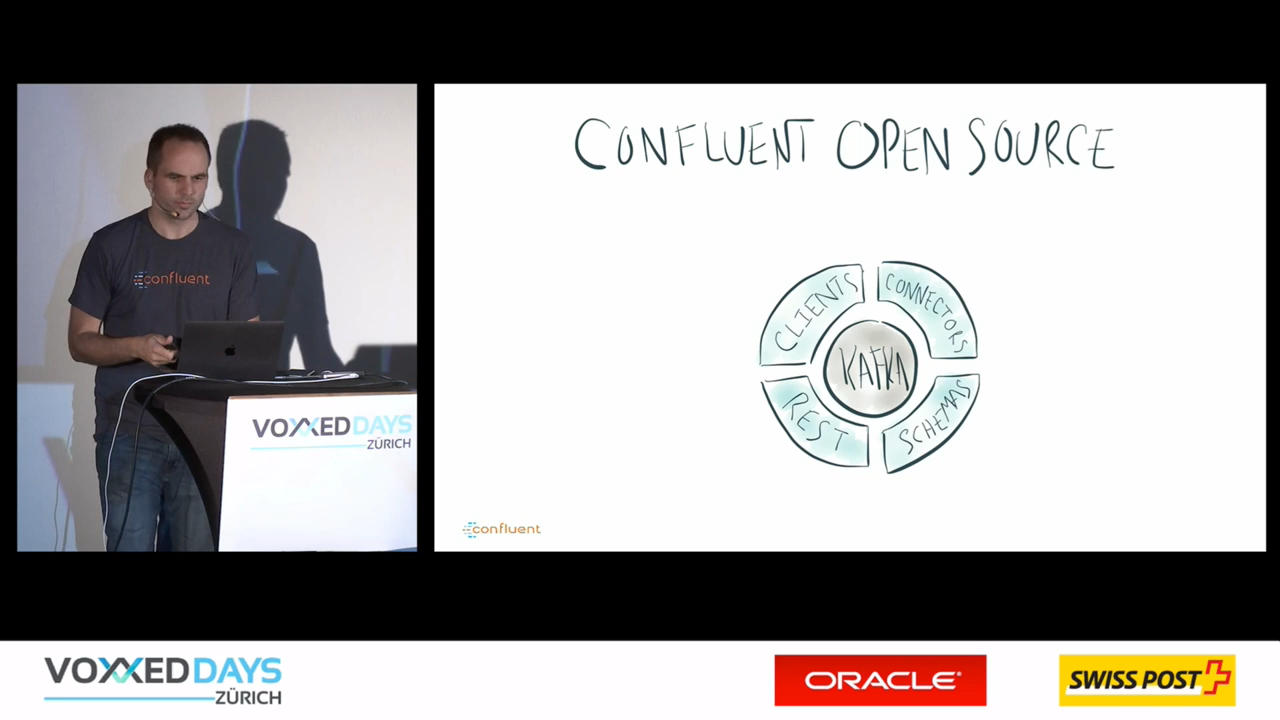 confluent
VOXXED DAYS
ZÜRICH
CONFLUENT OPEN SOURCE
CLIENTS
CONNECTORS
KAFKA
REST
SCHEMAS
confluent
VOXXED DAYS
ZÜRICH
ORACLE®
SWISS POST